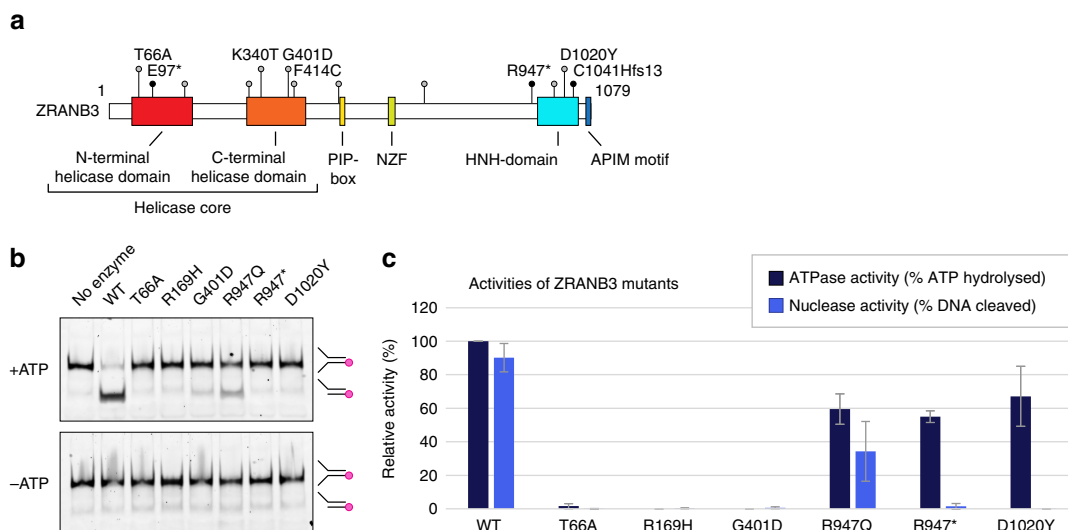 a
T66A K340T G401D D1020Y
E97* F414C R947* C1041Hfs13
1 1079
ZRANB3
N-terminal helicase domain
C-terminal helicase domain
PIP-box
NZF
HNH-domain
APIM motif
Helicase core
b
No enzyme
WT
T66A
R169H
G401D
R947Q
R947*
D1020Y
+ATP
−ATP
c
Activities of ZRANB3 mutants
ATPase activity (% ATP hydrolysed)
Nuclease activity (% DNA cleaved)
Relative activity (%)
120
100
80
60
40
20
0
WT T66A R169H G401D R947Q R947* D1020Y